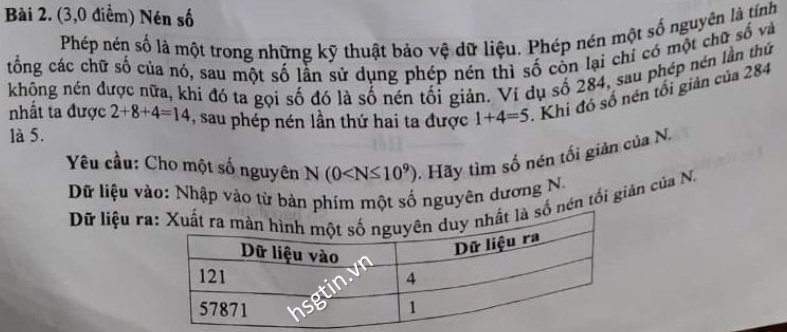 Bài 2. (3,0 điểm) Nén số
Phép nén số là một trong những kỹ thuật bảo vệ dữ liệu. Phép nén một số nguyên là tính
tổng các chữ số của nó, sau một số lần sử dụng phép nén thì số còn lại chỉ có một chữ số và
không nén được nữa, khi đó ta gọi số đó là số nén tối giản. Ví dụ số 284, sau phép nén lần thứ
nhất ta được 2+8+4=14, sau phép nén lần thứ hai ta được 1+4=5. Khi đó số nén tối giản của 284
là 5.
Yêu cầu: Cho một số nguyên N (0<N≤10⁹). Hãy tìm số nén tối giản của N.
Dữ liệu vào: Nhập vào từ bàn phím một số nguyên dương N.
Dữ liệu ra: Xuất ra màn hình một số nguyên duy nhất là số nén tối giản của N.
Dữ liệu vào Dữ liệu ra
121 4
57871 1
hsgtin.vn